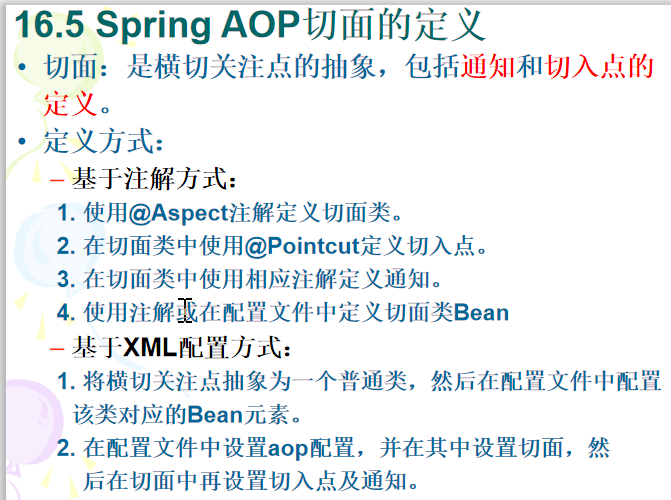 16.5 Spring AOP切面的定义
• 切面：是横切关注点的抽象，包括通知和切入点的
定义。
• 定义方式：
– 基于注解方式：
1. 使用@Aspect注解定义切面类。
2. 在切面类中使用@Pointcut定义切入点。
3. 在切面类中使用相应注解定义通知。
4. 使用注解或在配置文件中定义切面类Bean
– 基于XML配置方式：
1. 将横切关注点抽象为一个普通类，然后在配置文件中配置
该类对应的Bean元素。
2. 在配置文件中设置aop配置，并在其中设置切面，然
后在切面中再设置切入点及通知。